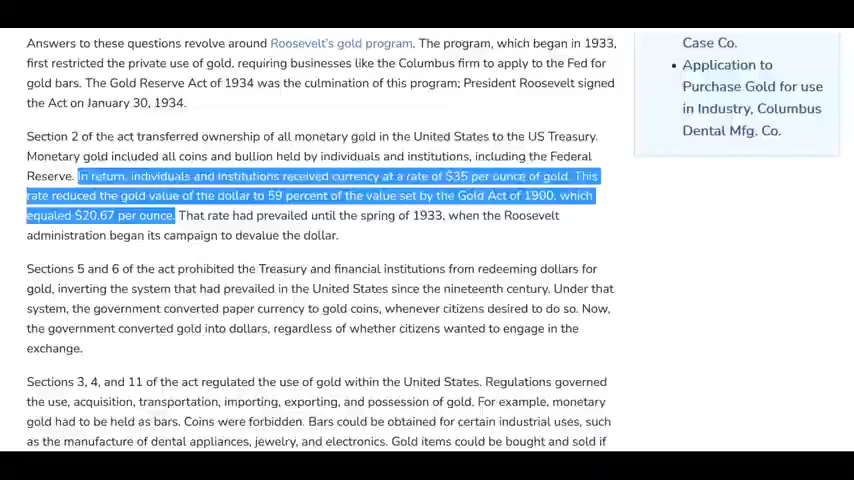 Answers to these questions revolve around Roosevelt's gold program. The program, which began in 1933,
first restricted the private use of gold, requiring businesses like the Columbus firm to apply to the Fed for
gold bars. The Gold Reserve Act of 1934 was the culmination of this program; President Roosevelt signed
the Act on January 30, 1934.
Section 2 of the act transferred ownership of all monetary gold in the United States to the US Treasury.
Monetary gold included all coins and bullion held by individuals and institutions, including the Federal
Reserve. In return, individuals and institutions received currency at a rate of $35 per ounce of gold. This
rate reduced the gold value of the dollar to 59 percent of the value set by the Gold Act of 1900, which
equaled $20.67 per ounce. That rate had prevailed until the spring of 1933, when the Roosevelt
administration began its campaign to devalue the dollar.
Sections 5 and 6 of the act prohibited the Treasury and financial institutions from redeeming dollars for
gold, inverting the system that had prevailed in the United States since the nineteenth century. Under that
system, the government converted paper currency to gold coins, whenever citizens desired to do so. Now,
the government converted gold into dollars, regardless of whether citizens wanted to engage in the
exchange.
Sections 3, 4, and 11 of the act regulated the use of gold within the United States. Regulations governed
the use, acquisition, transportation, importing, exporting, and possession of gold. For example, monetary
gold had to be held as bars. Coins were forbidden. Bars could be obtained for certain industrial uses, such
as the manufacture of dental appliances, jewelry, and electronics. Gold items could be bought and sold if
Case Co.
• Application to
Purchase Gold for use
in Industry, Columbus
Dental Mfg. Co.